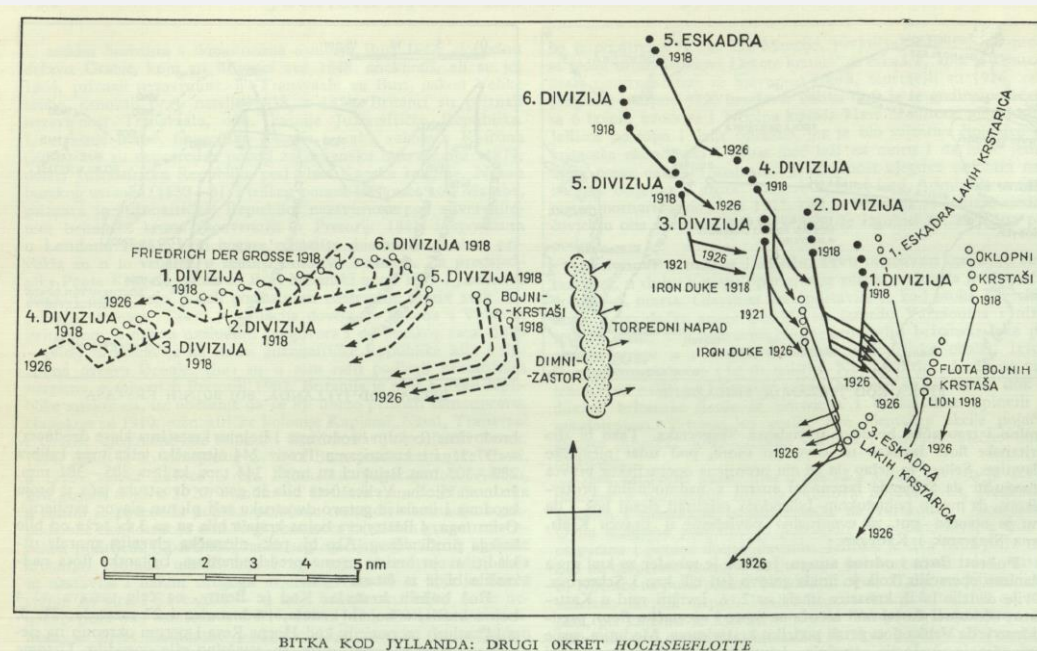 5. ESKADRA
1918
6. DIVIZIJA
1918
1926
4. DIVIZIJA
1918
5. DIVIZIJA
1918
1926
3. DIVIZIJA
1926
1921
IRON DUKE 1918
1921
IRON DUKE 1926
2. DIVIZIJA
1918
1. ESKADRA LAKIH KRSTARICA
1. DIVIZIJA
1918
1926
1926
OKLOPNI
KRSTAŠI
1918
FLOTA BOJNIH
KRSTAŠA
LION 1918
1926
3. ESKADRA
LAKIH KRSTARICA
1926
1926
FRIEDRICH DER GROSSE 1918
6. DIVIZIJA 1918
1. DIVIZIJA
1918
5. DIVIZIJA 1918
1926
4. DIVIZIJA
1918
2. DIVIZIJA
1918
3. DIVIZIJA
1918
1926
BOJNI-
KRSTAŠI
1918
1926
1926
TORPEDNI NAPAD
DIMNI-
ZASTOR
0 1 2 3 4 5 nm
BITKA KOD JYLLANDA: DRUGI OKRET HOCHSEEFLOTTE